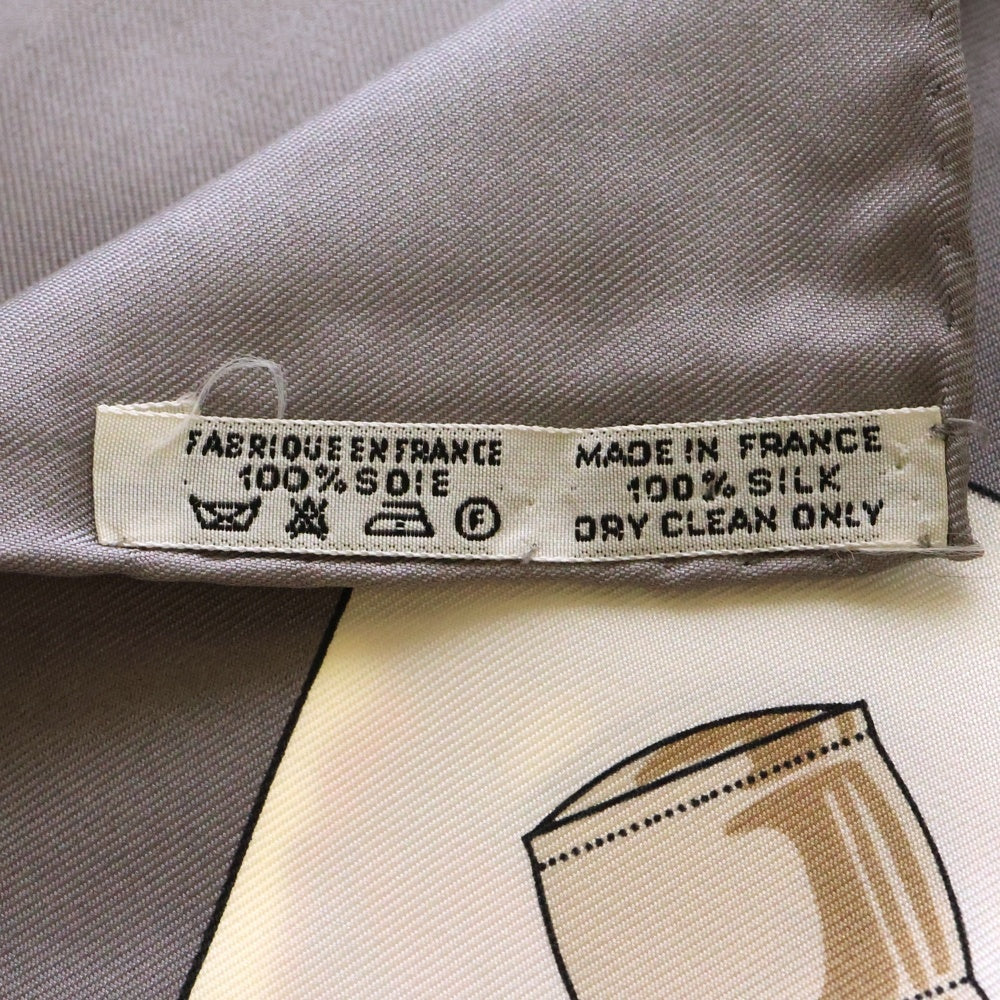 FABRIQUE EN FRANCE
100% SOIE
F
MADE IN FRANCE
100% SILK
DRY CLEAN ONLY